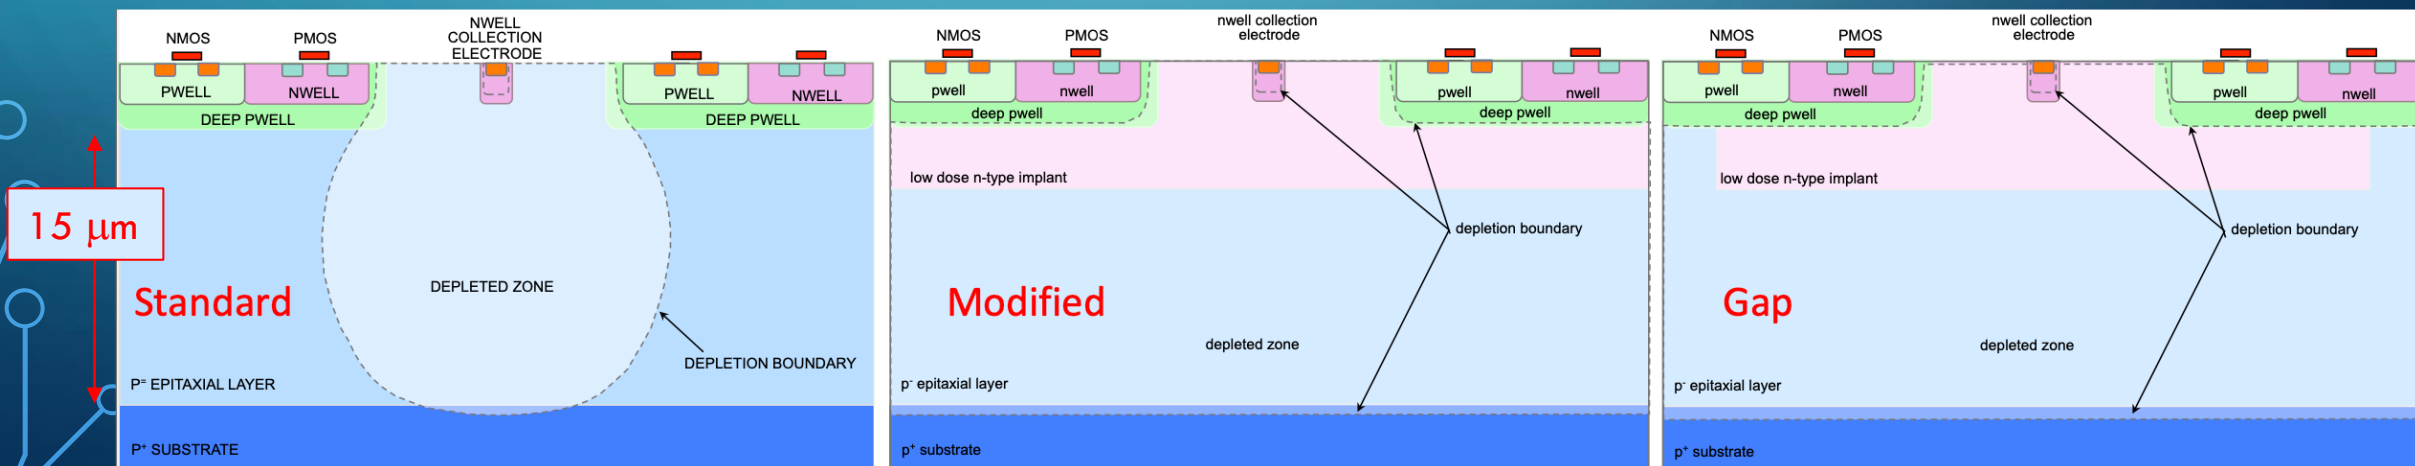 15 μm
NMOS
PMOS
NWELL
COLLECTION
ELECTRODE
PWELL
NWELL
PWELL
NWELL
DEEP PWELL
DEEP PWELL
Standard
DEPLETED ZONE
DEPLETION BOUNDARY
P= EPITAXIAL LAYER
P+ SUBSTRATE
NMOS
PMOS
nwell collection
electrode
pwell
nwell
pwell
nwell
deep pwell
deep pwell
low dose n-type implant
depletion boundary
Modified
depleted zone
p- epitaxial layer
p+ substrate
NMOS
PMOS
nwell collection
electrode
pwell
nwell
pwell
nwell
deep pwell
deep pwell
low dose n-type implant
depletion boundary
Gap
depleted zone
p- epitaxial layer
p+ substrate